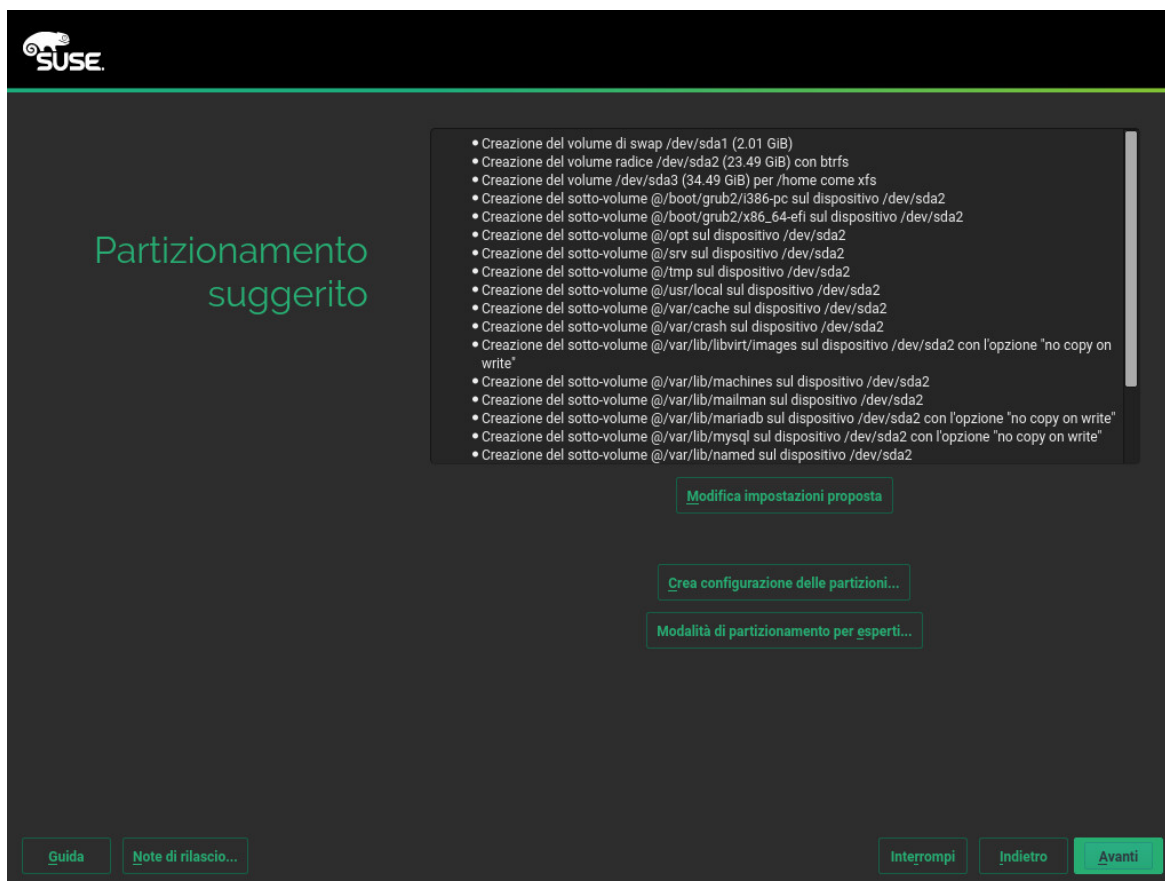 SUSE.
Partizionamento
suggerito
• Creazione del volume di swap /dev/sda1 (2.01 GiB)
• Creazione del volume radice /dev/sda2 (23.49 GiB) con btrfs
• Creazione del volume /dev/sda3 (34.49 GiB) per /home come xfs
• Creazione del sotto-volume @/boot/grub2/i386-pc sul dispositivo /dev/sda2
• Creazione del sotto-volume @/boot/grub2/x86_64-efi sul dispositivo /dev/sda2
• Creazione del sotto-volume @/opt sul dispositivo /dev/sda2
• Creazione del sotto-volume @/srv sul dispositivo /dev/sda2
• Creazione del sotto-volume @/tmp sul dispositivo /dev/sda2
• Creazione del sotto-volume @/usr/local sul dispositivo /dev/sda2
• Creazione del sotto-volume @/var/cache sul dispositivo /dev/sda2
• Creazione del sotto-volume @/var/crash sul dispositivo /dev/sda2
• Creazione del sotto-volume @/var/lib/libvirt/images sul dispositivo /dev/sda2 con l'opzione "no copy on
write"
• Creazione del sotto-volume @/var/lib/machines sul dispositivo /dev/sda2
• Creazione del sotto-volume @/var/lib/mailman sul dispositivo /dev/sda2
• Creazione del sotto-volume @/var/lib/mariadb sul dispositivo /dev/sda2 con l'opzione "no copy on write"
• Creazione del sotto-volume @/var/lib/mysql sul dispositivo /dev/sda2 con l'opzione "no copy on write"
• Creazione del sotto-volume @/var/lib/named sul dispositivo /dev/sda2
Modifica impostazioni proposta
Crea configurazione delle partizioni...
Modalità di partizionamento per esperti...
Guida
Note di rilascio...
Interrompi
Indietro
Avanti